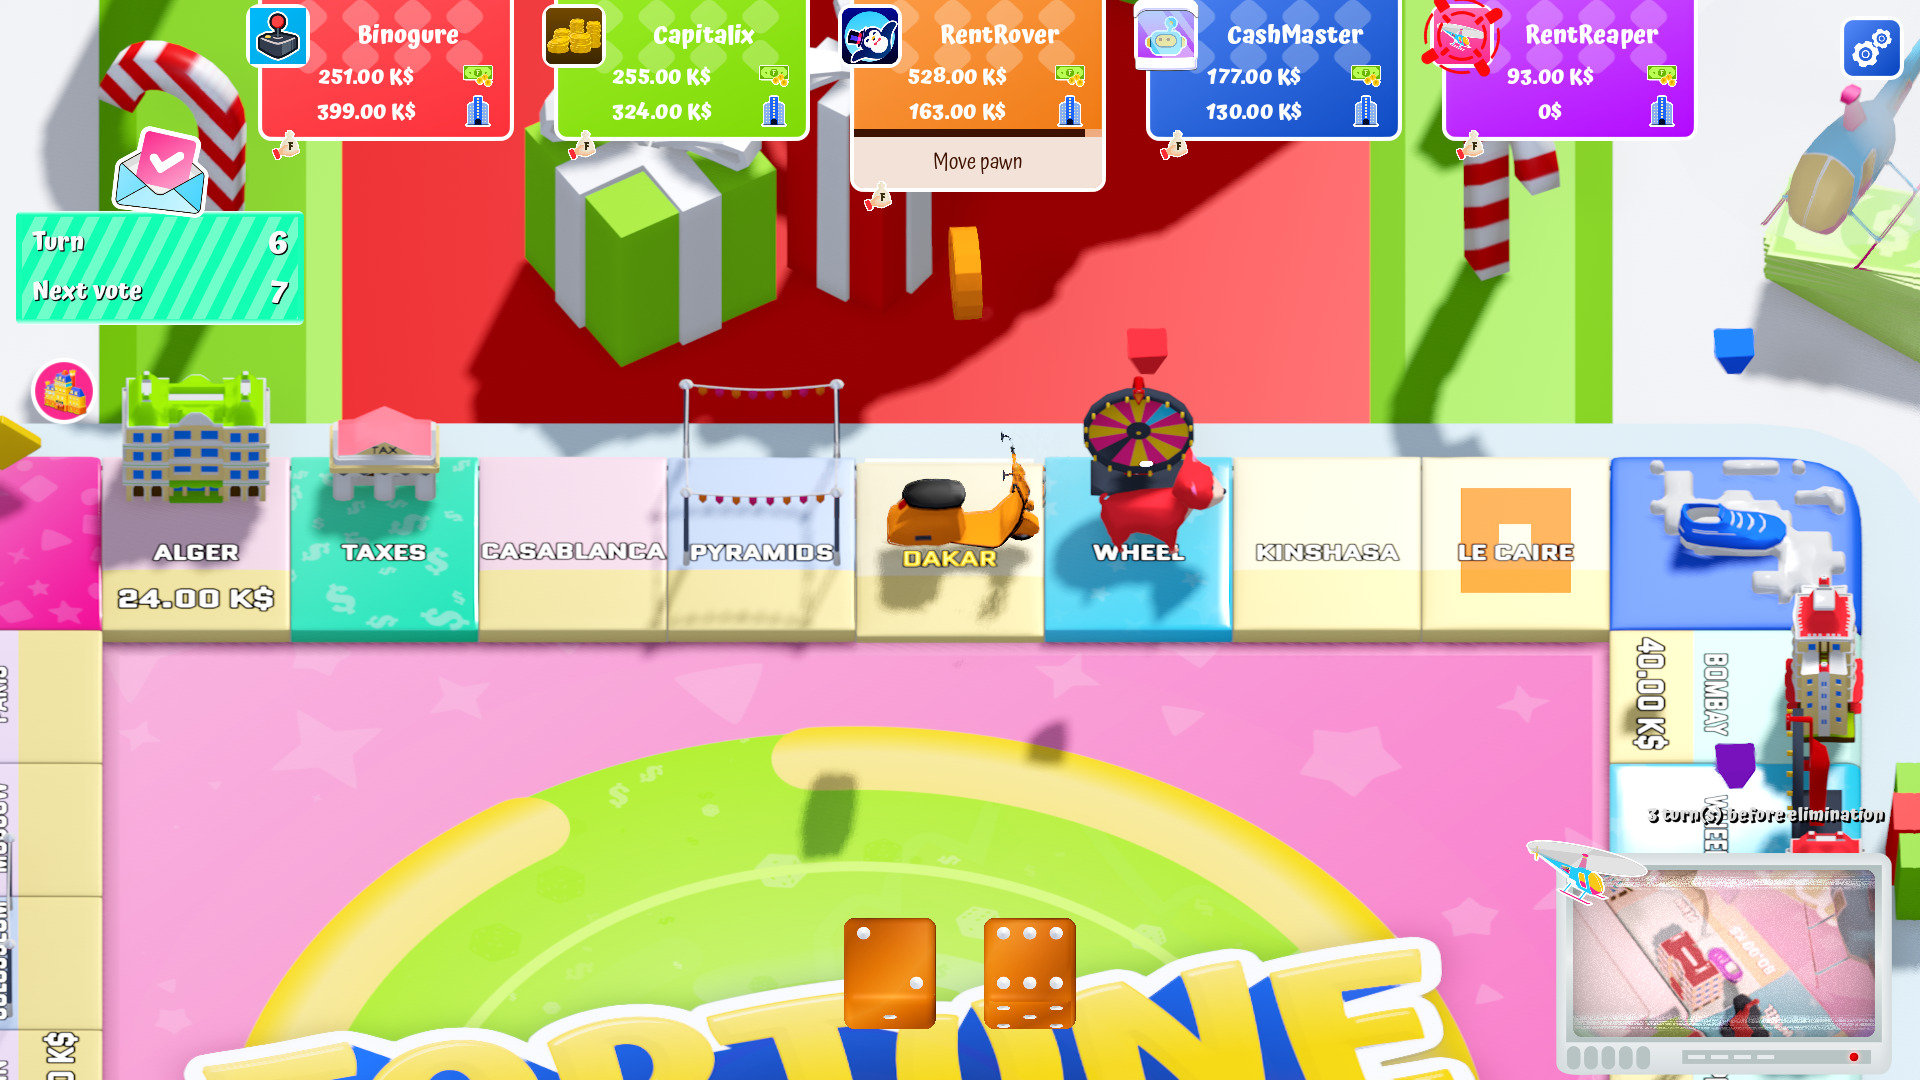 Binogure
251.00 K$
399.00 K$
Capitalix
255.00 K$
324.00 K$
RentRover
528.00 K$
163.00 K$
Move pawn
CashMaster
177.00 K$
130.00 K$
RentReaper
93.00 K$
0$
Turn 6
Next vote 7
ALGER
24.00 K$
TAX
TAXES
CASABLANCA
PYRAMIDS
DAKAR
WHEEL
KINSHASA
LE CAIRE
40.00 K$
BOMBAY
3 turn(s) before elimination
FORTUNE